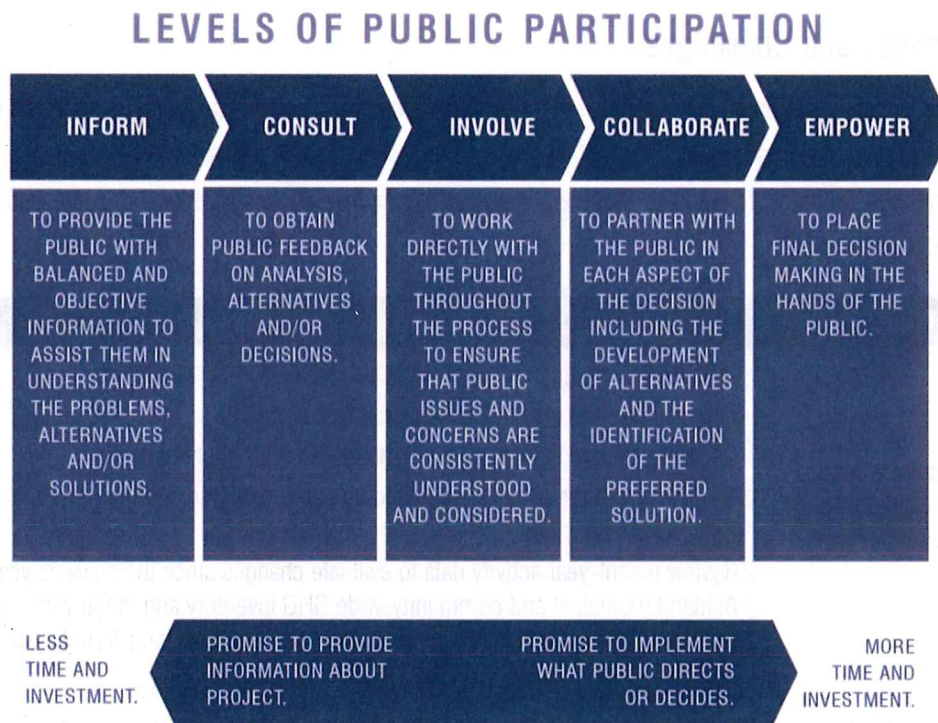 LEVELS OF PUBLIC PARTICIPATION
INFORM
CONSULT
INVOLVE
COLLABORATE
EMPOWER
TO PROVIDE THE
PUBLIC WITH
BALANCED AND
OBJECTIVE
INFORMATION TO
ASSIST THEM IN
UNDERSTANDING
THE PROBLEMS,
ALTERNATIVES
AND/OR
SOLUTIONS.
TO OBTAIN
PUBLIC FEEDBACK
ON ANALYSIS,
ALTERNATIVES
AND/OR
DECISIONS.
TO WORK
DIRECTLY WITH
THE PUBLIC
THROUGHOUT
THE PROCESS
TO ENSURE
THAT PUBLIC
ISSUES AND
CONCERNS ARE
CONSISTENTLY
UNDERSTOOD
AND CONSIDERED.
TO PARTNER WITH
THE PUBLIC IN
EACH ASPECT OF
THE DECISION
INCLUDING THE
DEVELOPMENT
OF ALTERNATIVES
AND THE
IDENTIFICATION
OF THE
PREFERRED
SOLUTION.
TO PLACE
FINAL DECISION
MAKING IN THE
HANDS OF THE
PUBLIC.
LESS
TIME AND
INVESTMENT.
PROMISE TO PROVIDE
INFORMATION ABOUT
PROJECT.
PROMISE TO IMPLEMENT
WHAT PUBLIC DIRECTS
OR DECIDES.
MORE
TIME AND
INVESTMENT.